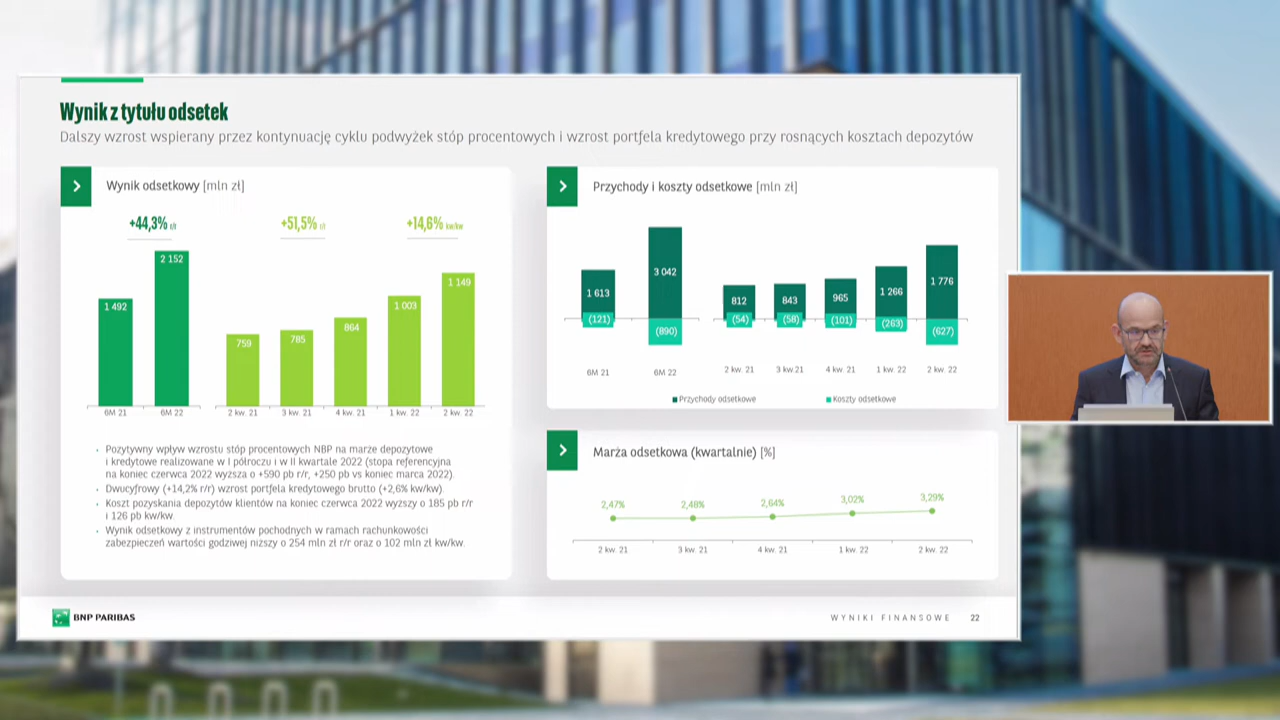 Wynik z tytułu odsetek
Dalszy wzrost wspierany przez kontynuację cyklu podwyżek stóp procentowych i wzrost portfela kredytowego przy rosnących kosztach depozytów
Wynik odsetkowy [mln zł]
+44,3% r/r
+51,5% r/r
+14,6% kw/kw
1 492
2 152
759
785
864
1 003
1 149
6M 21
6M 22
2 kw. 21
3 kw. 21
4 kw. 21
1 kw. 22
2 kw. 22
• Pozytywny wpływ wzrostu stóp procentowych NBP na marże depozytowe
i kredytowe realizowane w I półroczu i w II kwartale 2022 (stopa referencyjna
na koniec czerwca 2022 wyższa o +590 pb r/r, +250 pb vs koniec marca 2022).
• Dwucyfrowy (+14,2% r/r) wzrost portfela kredytowego brutto (+2,6% kw/kw).
• Koszt pozyskania depozytów klientów na koniec czerwca 2022 wyższy o 185 pb r/r
i 126 pb kw/kw.
• Wynik odsetkowy z instrumentów pochodnych w ramach rachunkowości
zabezpieczeń wartości godziwej niższy o 254 mln zł r/r oraz o 102 mln zł kw/kw.
Przychody i koszty odsetkowe [mln zł]
1 613
3 042
812
843
965
1 266
1 776
(121)
(890)
(54)
(58)
(101)
(263)
(627)
6M 21
6M 22
2 kw. 21
3 kw 21
4 kw. 21
1 kw. 22
2 kw. 22
Przychody odsetkowe
Koszty odsetkowe
Marża odsetkowa (kwartalnie) [%]
2,47%
2,48%
2,64%
3,02%
3,29%
2 kw. 21
3 kw. 21
4 kw. 21
1 kw. 22
2 kw. 22
BNP PARIBAS
WYNIKI FINANSOWE 22